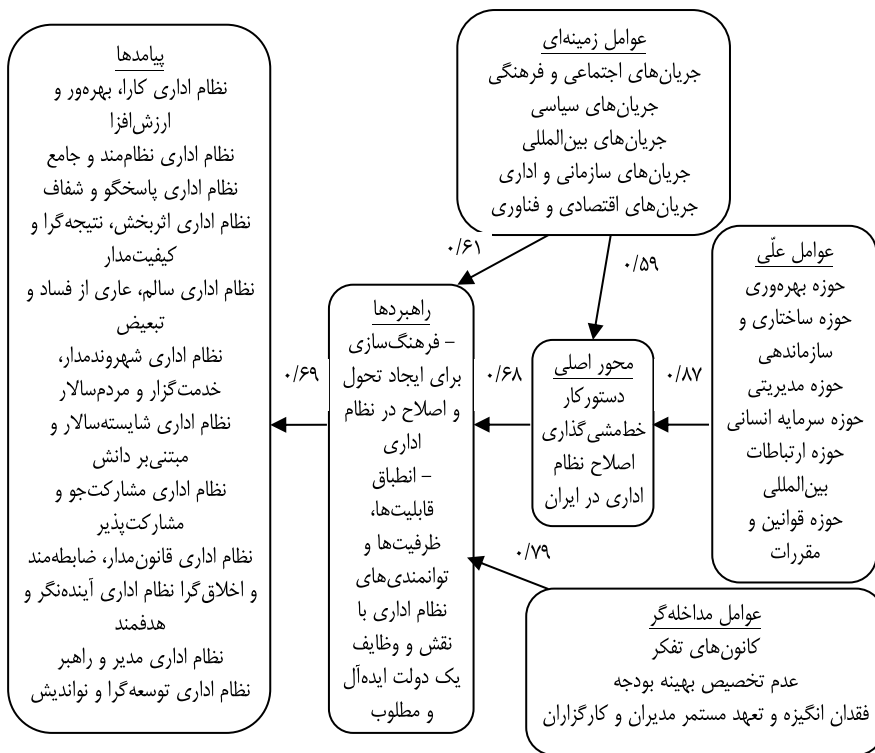 عوامل زمینه‌ای
جریان‌های اجتماعی و فرهنگی
جریان‌های سیاسی
جریان‌های بین‌المللی
جریان‌های سازمانی و اداری
جریان‌های اقتصادی و فناوری
عوامل علّی
حوزه بهره‌وری
حوزه ساختاری و
سازماندهی
حوزه مدیریتی
حوزه سرمایه انسانی
حوزه ارتباطات
بین‌المللی
حوزه قوانین و
مقررات
۰/۸۷
۰/۵۹
۰/۶۱
محور اصلی
دستورکار
خط‌مشی‌گذاری
اصلاح نظام
اداری در ایران
۰/۶۸
راهبردها
- فرهنگ‌سازی
برای ایجاد تحول
و اصلاح در نظام
اداری
- انطباق
قابلیت‌ها،
ظرفیت‌ها و
توانمندی‌های
نظام اداری با
نقش و وظایف
یک دولت ایده‌آل
و مطلوب
۰/۷۹
عوامل مداخله‌گر
کانون‌های تفکر
عدم تخصیص بهینه بودجه
فقدان انگیزه و تعهد مستمر مدیران و کارگزاران
۰/۶۹
پیامدها
نظام اداری کارا، بهره‌ور و
ارزش‌افزا
نظام اداری نظام‌مند و جامع
نظام اداری پاسخگو و شفاف
نظام اداری اثربخش، نتیجه‌گرا و
کیفیت‌مدار
نظام اداری سالم، عاری از فساد و
تبعیض
نظام اداری شهروندمدار،
خدمت‌گزار و مردم‌سالار
نظام اداری شایسته‌سالار و
مبتنی‌بر دانش
نظام اداری مشارکت‌جو و
مشارکت‌پذیر
نظام اداری قانون‌مدار، ضابطه‌مند
و اخلاق‌گرا نظام اداری آینده‌نگر و
هدفمند
نظام اداری مدیر و راهبر
نظام اداری توسعه‌گرا و نواندیش